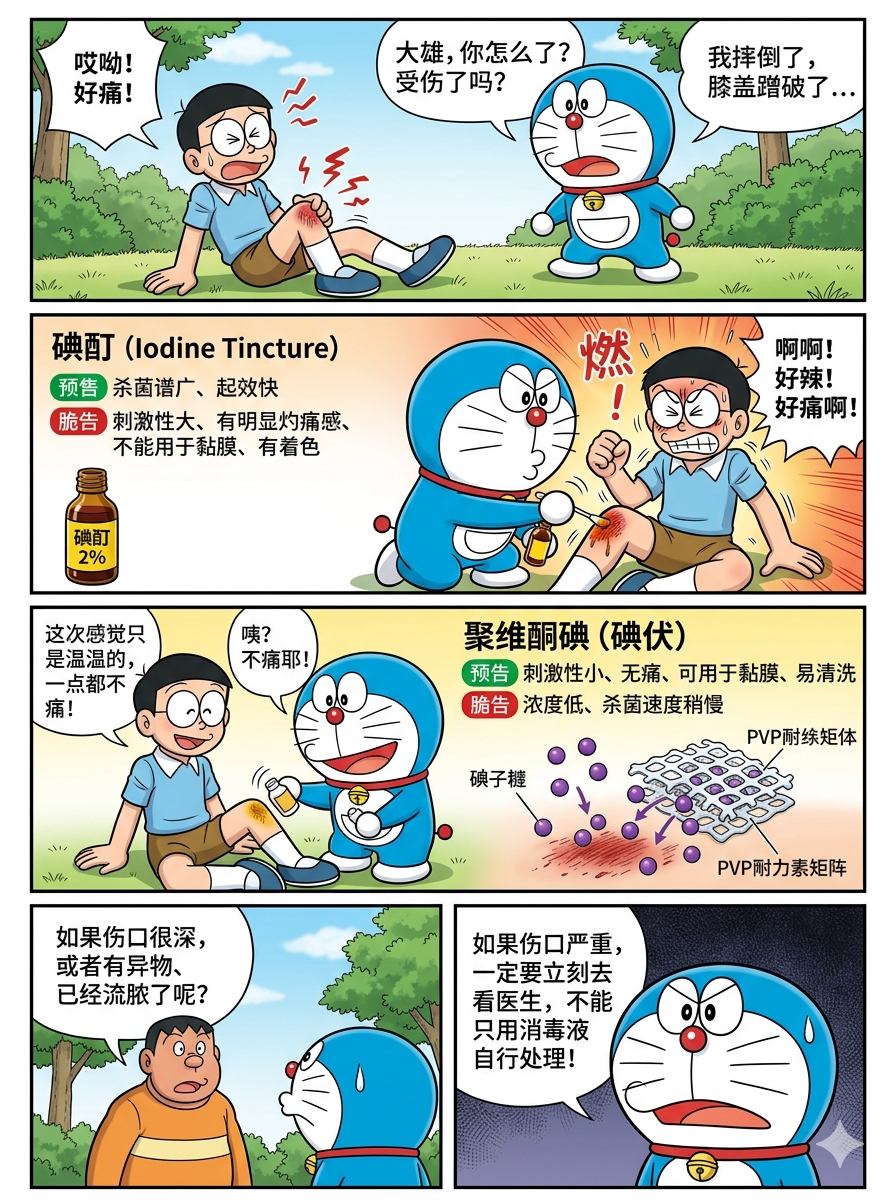 哎呦！
好痛！
大雄，你怎么了？
受伤了吗？
我摔倒了，
膝盖蹭破了…
碘酊（Iodine Tincture）
预告 杀菌谱广、起效快
脆告 刺激性大、有明显灼痛感、
不能用于黏膜、有着色
碘酊
2%
燃
！
啊啊！
好辣！
好痛啊！
这次感觉只
是温温的，
一点都不
痛！
咦？
不痛耶！
聚维酮碘（碘伏）
预告 刺激性小、无痛、可用于黏膜、易清洗
脆告 浓度低、杀菌速度稍慢
PVP耐缐矩体
碘子糆
PVP耐力素矩阵
如果伤口很深，
或者有异物、
已经流脓了呢？
如果伤口严重，
一定要立刻去
看医生，不能
只用消毒液
自行处理！